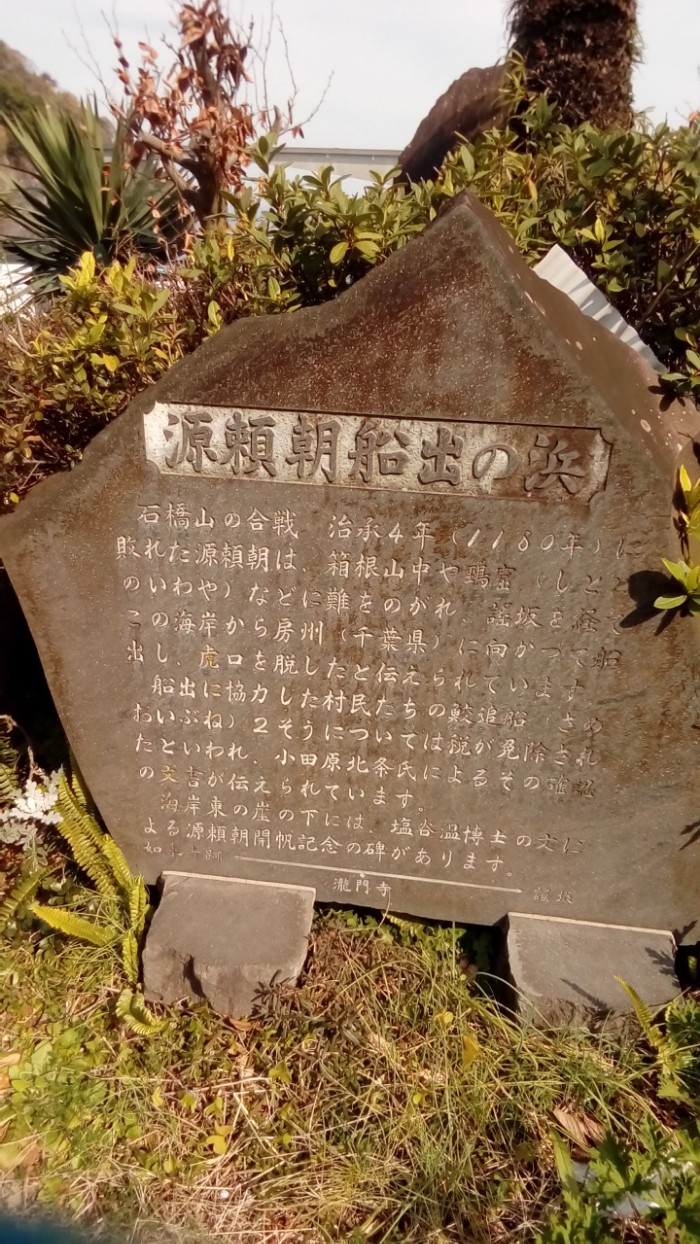 源頼朝船出の浜
石橋山の合戦 治承4年(1180年)に
敗れた源頼朝は、箱根山中や鵐窟(しとど
のいわや)などに難をのがれ、謡坂を経て
この海岸から房州(千葉県)に向かつて船
出し、虎口を脱したと伝えられています
船出に協力した村民たちの鮫追船(さめ
おいぶね)2そうについては税が免除され
たといわれ、小田原北条氏によるその確認
の文書が伝えられています。
海岸東の崖の下には、塩谷温博士の文に
よる源頼朝開帆記念の碑があります。
瀧門寺
謡坂